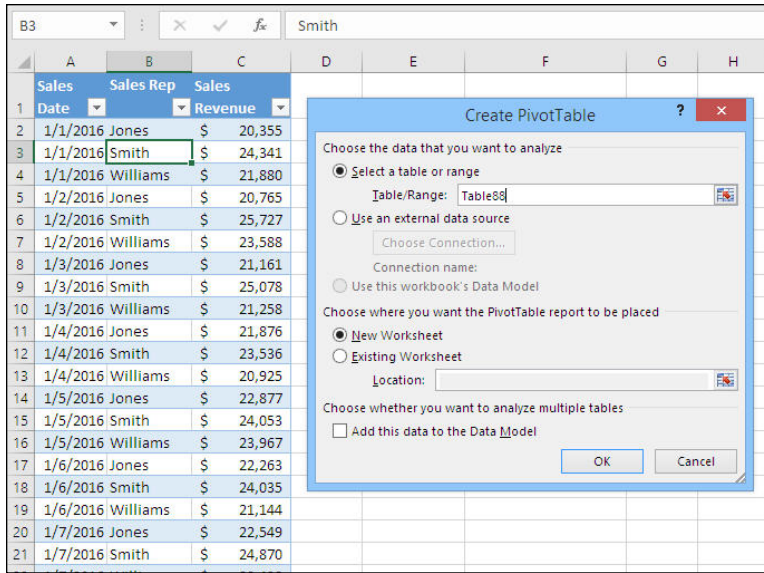 B3 fx Smith
A B C D E F G H
Sales Sales Rep Sales
1 Date Revenue
2 1/1/2016 Jones $ 20,355
3 1/1/2016 Smith $ 24,341
4 1/1/2016 Williams $ 21,880
5 1/2/2016 Jones $ 20,765
6 1/2/2016 Smith $ 25,727
7 1/2/2016 Williams $ 23,588
8 1/3/2016 Jones $ 21,161
9 1/3/2016 Smith $ 25,078
10 1/3/2016 Williams $ 21,258
11 1/4/2016 Jones $ 21,876
12 1/4/2016 Smith $ 23,536
13 1/4/2016 Williams $ 20,925
14 1/5/2016 Jones $ 22,877
15 1/5/2016 Smith $ 24,053
16 1/5/2016 Williams $ 23,967
17 1/6/2016 Jones $ 22,263
18 1/6/2016 Smith $ 24,035
19 1/6/2016 Williams $ 21,144
20 1/7/2016 Jones $ 22,549
21 1/7/2016 Smith $ 24,870
Create PivotTable ?
Choose the data that you want to analyze
Select a table or range
Table/Range: Table88
Use an external data source
Choose Connection...
Connection name:
Use this workbook's Data Model
Choose where you want the PivotTable report to be placed
New Worksheet
Existing Worksheet
Location:
Choose whether you want to analyze multiple tables
Add this data to the Data Model
OK Cancel